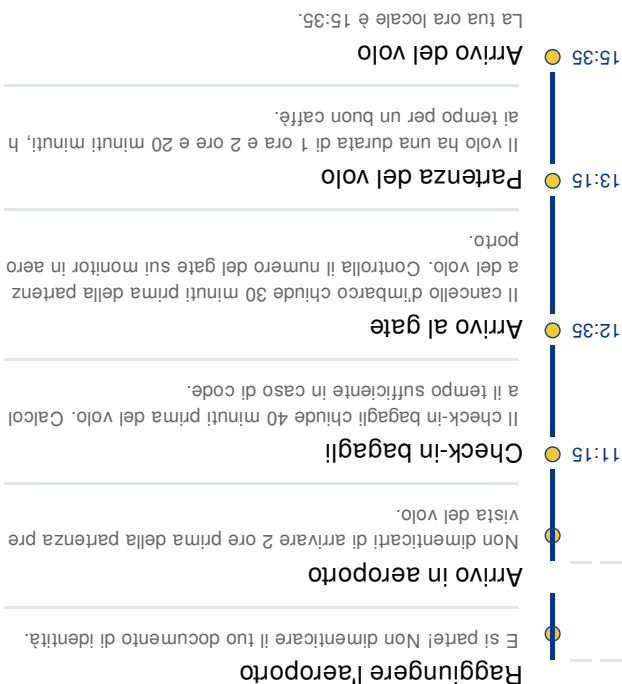 Raggiungere l'aeroporto
E si parte! Non dimenticare il tuo documento di identità.
Arrivo in aeroporto
Non dimenticarti di arrivare 2 ore prima della partenza pre
vista del volo.
11:15
Check-in bagagli
Il check-in bagagli chiude 40 minuti prima del volo. Calcol
a il tempo sufficiente in caso di code.
12:35
Arrivo al gate
Il cancello d'imbarco chiude 30 minuti prima della partenz
a del volo. Controlla il numero del gate sui monitor in aero
porto.
13:15
Partenza del volo
Il volo ha una durata di 1 ora e 2 ore e 20 minuti minuti, h
ai tempo per un buon caffè.
15:35
Arrivo del volo
La tua ora locale è 15:35.